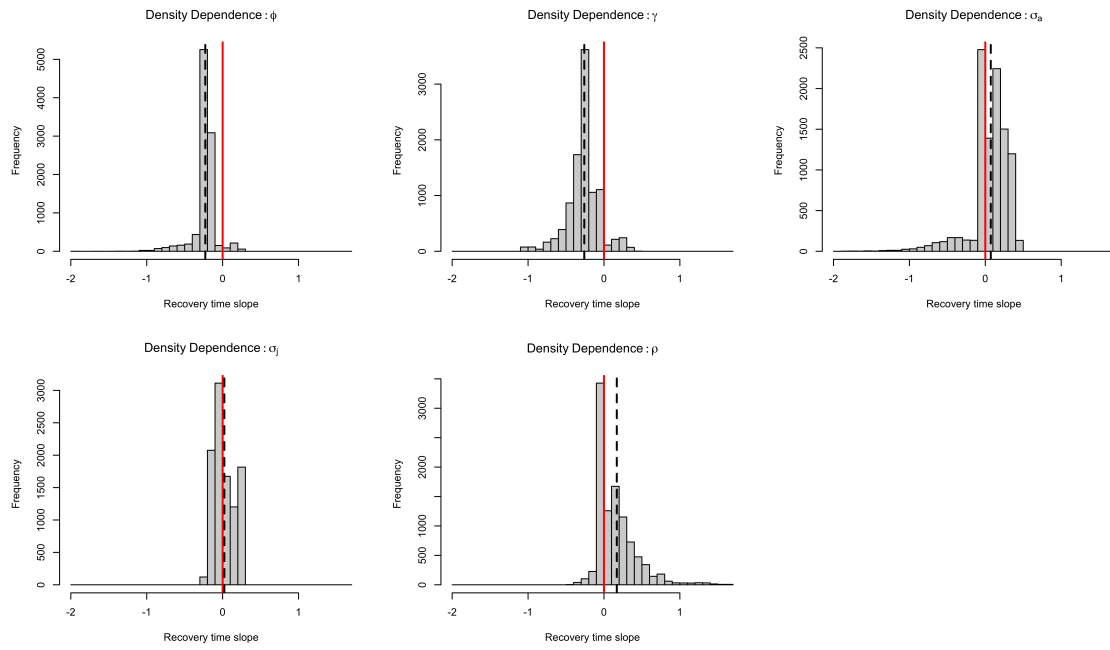 Density Dependence : ϕ
Frequency
0 1000 2000 3000 4000 5000
-2 -1 0 1
Recovery time slope
Density Dependence : γ
Frequency
0 1000 2000 3000
-2 -1 0 1
Recovery time slope
Density Dependence : σa
Frequency
0 500 1000 1500 2000 2500
-2 -1 0 1
Recovery time slope
Density Dependence : σj
Frequency
0 500 1000 1500 2000 2500 3000
-2 -1 0 1
Recovery time slope
Density Dependence : ρ
Frequency
0 500 1000 2000 3000
-2 -1 0 1
Recovery time slope